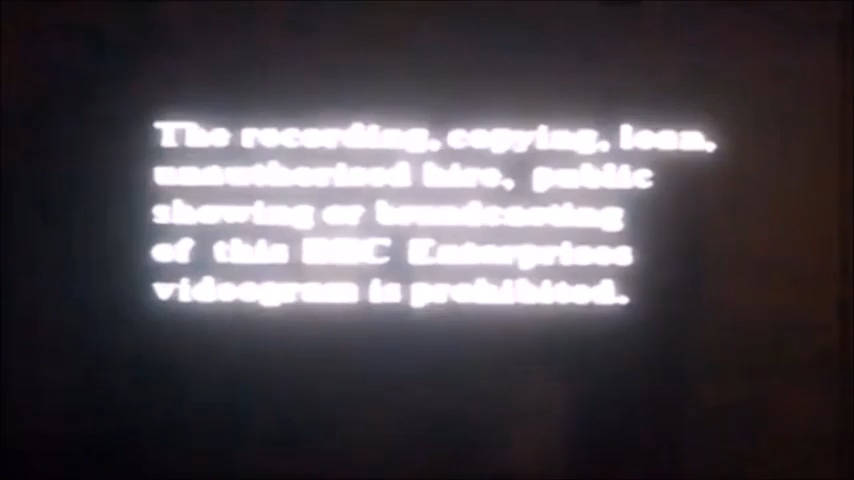 The recording, copying, loan,
unauthorised hire, public
showing or broadcasting
of this BBC Enterprises
videogram is prohibited.